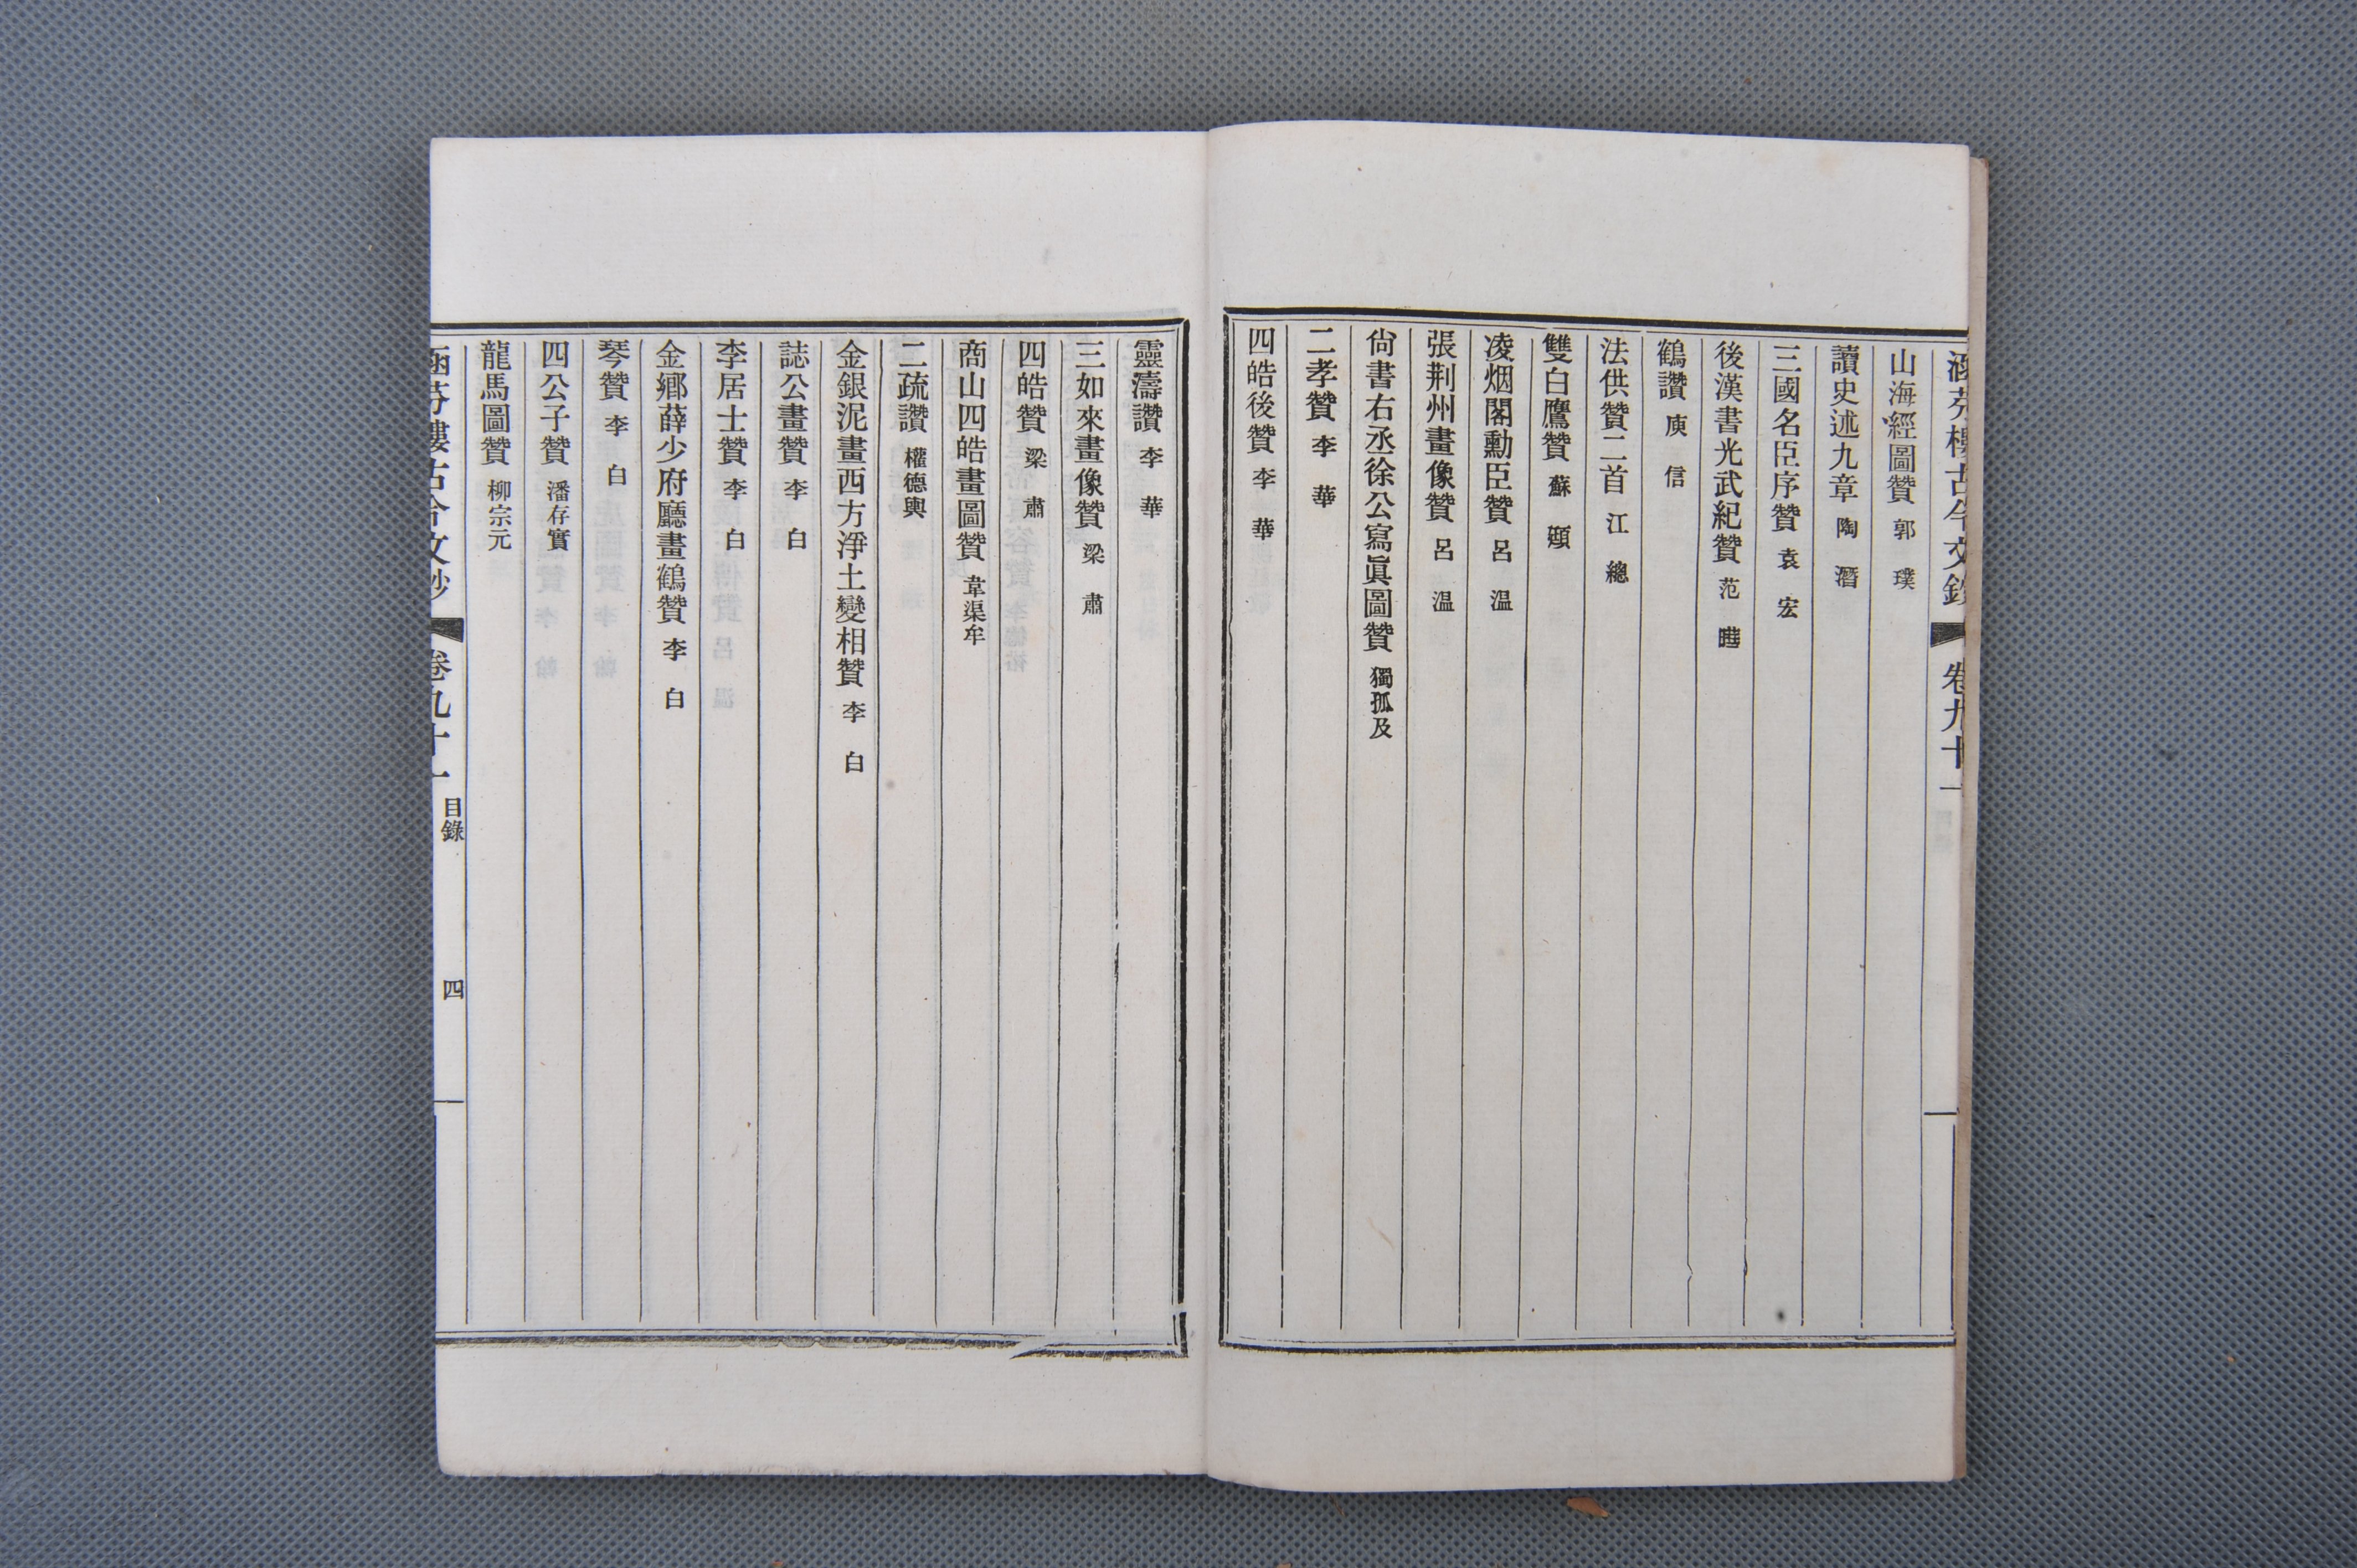 涵芬樓古今文鈔 卷九十一
山海經圖贊 郭 璞
讀史述九章 陶 潛
三國名臣序贊 袁 宏
後漢書光武紀贊 范 曄
鶴讚 庾 信
法供贊二首 江 總
雙白鷹贊 蘇 頲
凌烟閣勳臣贊 呂 温
張荆州畫像贊 呂 温
尙書右丞徐公寫眞圖贊 獨孤及
二孝贊 李 華
四皓後贊 李 華
靈濤讚 李 華
三如來畫像贊 梁 肅
四皓贊 梁 肅
商山四皓畫圖贊 韋渠牟
二疏讚 權德輿
金銀泥畫西方淨土變相贊 李 白
誌公畫贊 李 白
李居士贊 李 白
金鄉薛少府廳畫鶴贊 李 白
琴贊 李 白
四公子贊 潘存實
龍馬圖贊 柳宗元
涵芬樓古今文鈔 卷九十一 目錄 四